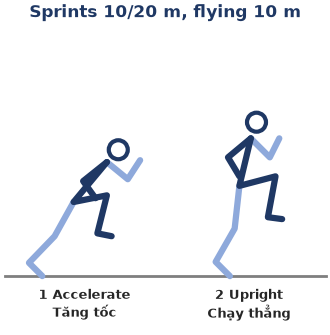 Sprints 10/20 m, flying 10 m
1 Accelerate
Tăng tốc
2 Upright
Chạy thẳng